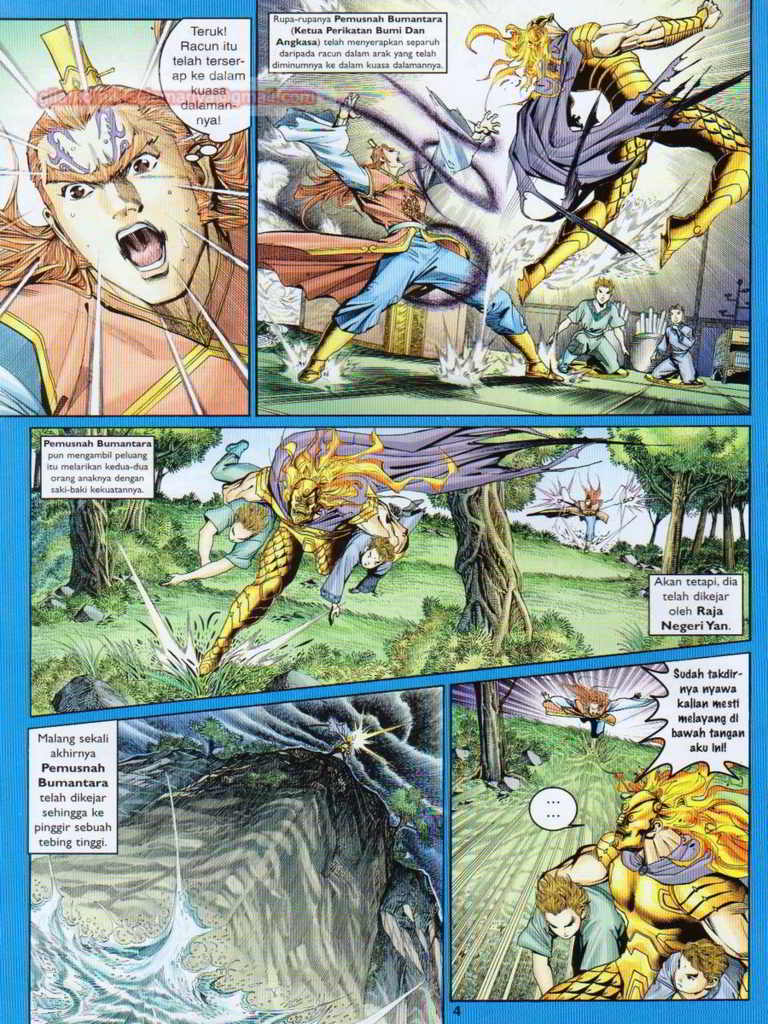 Teruk!
Racun itu
telah terser-
ap ke dalam
kuasa
dalaman-
nya!
Rupa-rupanya Pemusnah Bumantara
(Ketua Perikatan Bumi Dan
Angkasa) telah menyerapkan separuh
daripada racun dalam arak yang telah
diminumnya ke dalam kuasa dalamannya.
Pemusnah Bumantara
pun mengambil peluang
itu melarikan kedua-dua
orang anaknya dengan
saki-baki kekuatannya.
Akan tetapi, dia
telah dikejar
oleh Raja
Negeri Yan.
Malang sekali
akhirnya
Pemusnah
Bumantara
telah dikejar
sehingga ke
pinggir sebuah
tebing tinggi.
Sudah takdir-
nya nyawa
kalian mesti
melayang di
bawah tangan
aku ini!
...
...
4